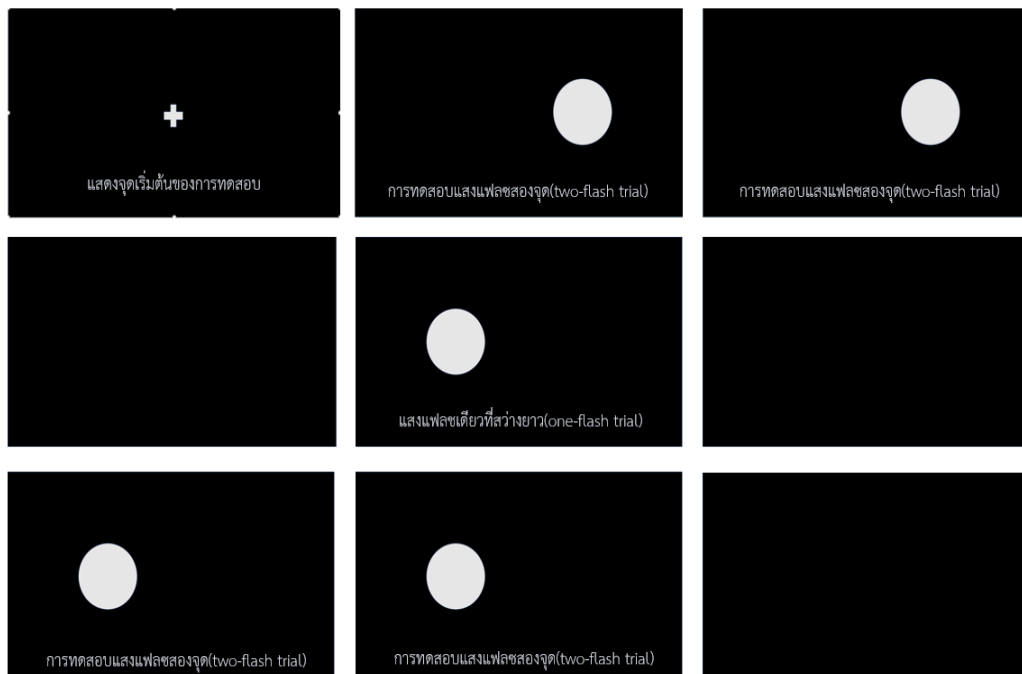 แสดงจุดเริ่มต้นของการทดสอบ
การทดสอบแสงแฟลชสองจุด(two-flash trial)
การทดสอบแสงแฟลชสองจุด(two-flash trial)
แสงแฟลชเดียวที่สว่างยาว(one-flash trial)
การทดสอบแสงแฟลชสองจุด(two-flash trial)
การทดสอบแสงแฟลชสองจุด(two-flash trial)